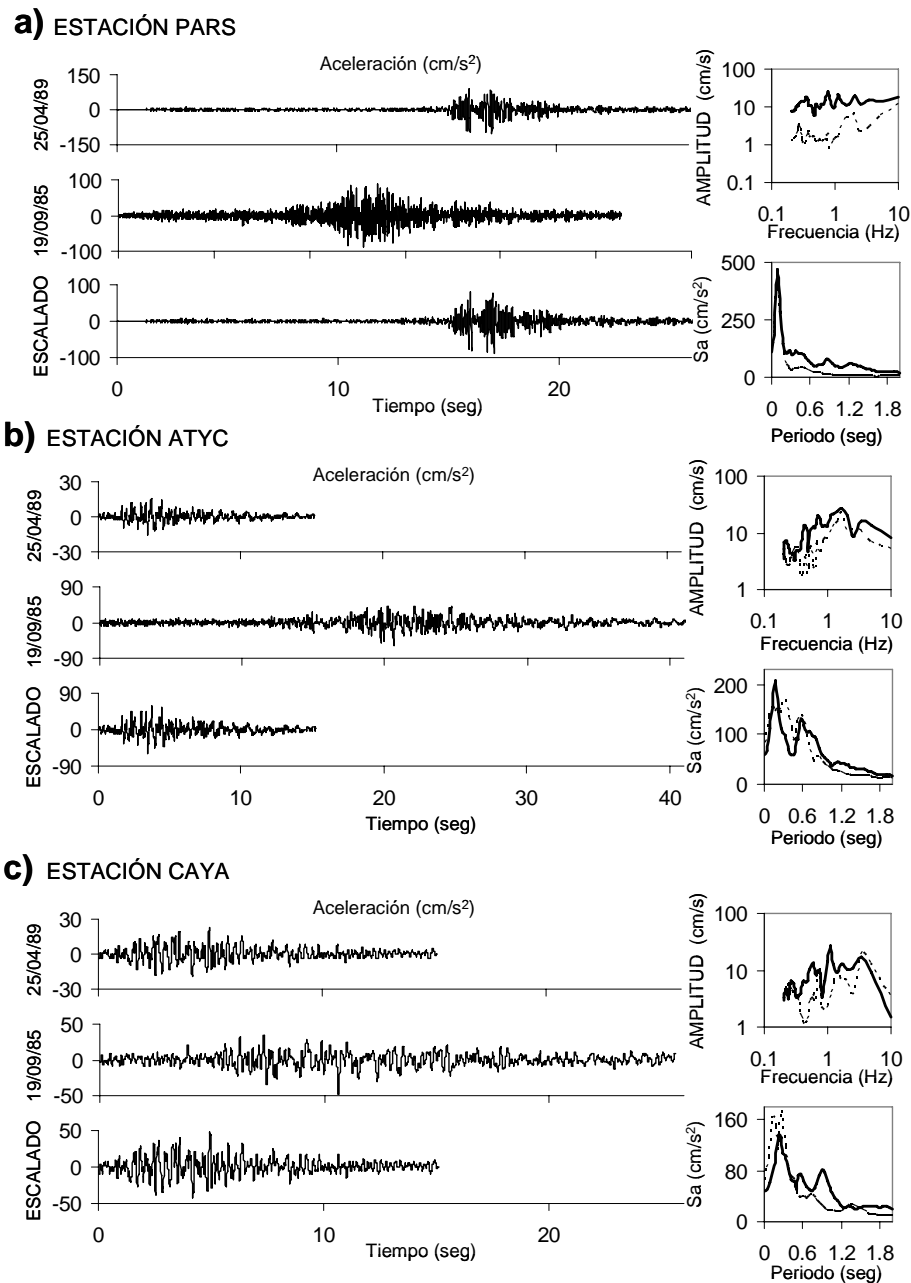 a) ESTACIÓN PARS
Aceleración (cm/s²)
25/04/89
150
0
-150
19/09/85
100
0
-100
ESCALADO
100
0
-100
0 10 20
Tiempo (seg)
AMPLITUD (cm/s)
100
10
1
0.1
0.1 1 10
Frecuencia (Hz)
Sa (cm/s²)
500
250
0
0 0.6 1.2 1.8
Periodo (seg)
b) ESTACIÓN ATYC
Aceleración (cm/s²)
25/04/89
30
0
-30
19/09/85
90
0
-90
ESCALADO
90
0
-90
0 10 20 30 40
Tiempo (seg)
AMPLITUD (cm/s)
100
10
1
0.1 1 10
Frecuencia (Hz)
Sa (cm/s²)
200
100
0
0 0.6 1.2 1.8
Periodo (seg)
c) ESTACIÓN CAYA
Aceleración (cm/s²)
25/04/89
30
0
-30
19/09/85
50
0
-50
ESCALADO
50
0
-50
0 10 20
Tiempo (seg)
AMPLITUD (cm/s)
100
10
1
0.1 1 10
Frecuencia (Hz)
Sa (cm/s²)
160
80
0
0 0.6 1.2 1.8
Periodo (seg)